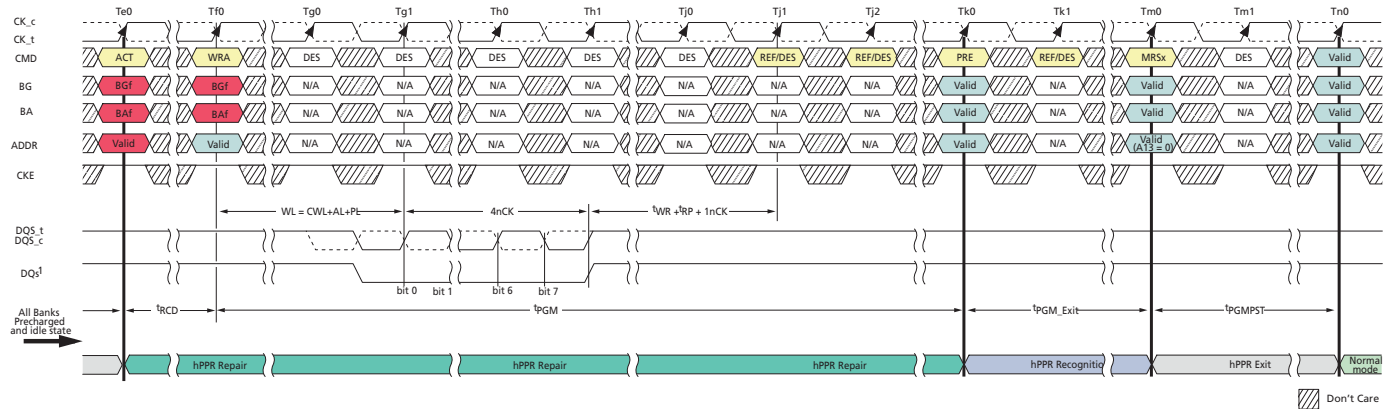 Te0 Tf0 Tg0 Tg1 Th0 Th1 Tj0 Tj1 Tj2 Tk0 Tk1 Tm0 Tm1 Tn0
CK_c
CK_t
CMD ACT WRA DES DES DES DES DES REF/DES REF/DES PRE REF/DES MRSx DES Valid
BG BGf BGf N/A N/A N/A N/A N/A N/A N/A Valid N/A Valid N/A Valid
BA BAf BAf N/A N/A N/A N/A N/A N/A N/A Valid N/A Valid N/A Valid
ADDR Valid Valid N/A N/A N/A N/A N/A N/A N/A Valid N/A Valid (A13 = 0) N/A Valid
CKE
WL = CWL+AL+PL 4nCK tWR + tRP + 1nCK
DQS_t
DQS_c
DQs1
bit 0 bit 1 bit 6 bit 7
All Banks
Precharged
and idle state
tRCD tPGM tPGM_Exit tPGMPST
hPPR Repair hPPR Repair hPPR Repair hPPR Recognitio hPPR Exit Normal
mode
Don't Care